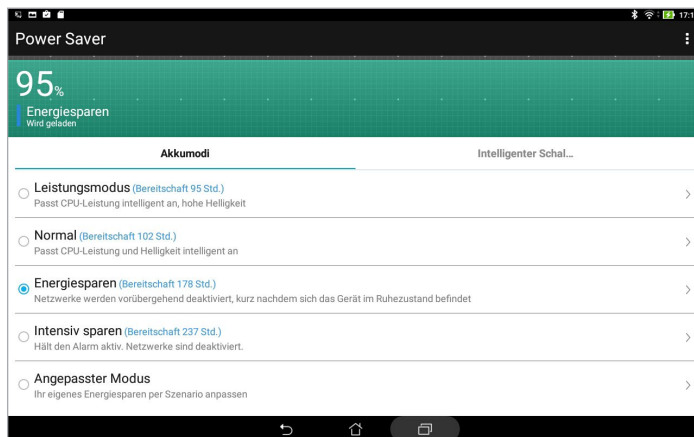 17:1
Power Saver
95%
Energiesparen
Wird geladen
Akkumodi
Intelligenter Schal...
Leistungsmodus (Bereitschaft 95 Std.)
Passt CPU-Leistung intelligent an, hohe Helligkeit
Normal (Bereitschaft 102 Std.)
Passt CPU-Leistung und Helligkeit intelligent an
Energiesparen (Bereitschaft 178 Std.)
Netzwerke werden vorübergehend deaktiviert, kurz nachdem sich das Gerät im Ruhezustand befindet
Intensiv sparen (Bereitschaft 237 Std.)
Hält den Alarm aktiv. Netzwerke sind deaktiviert.
Angepasster Modus
Ihr eigenes Energiesparen per Szenario anpassen